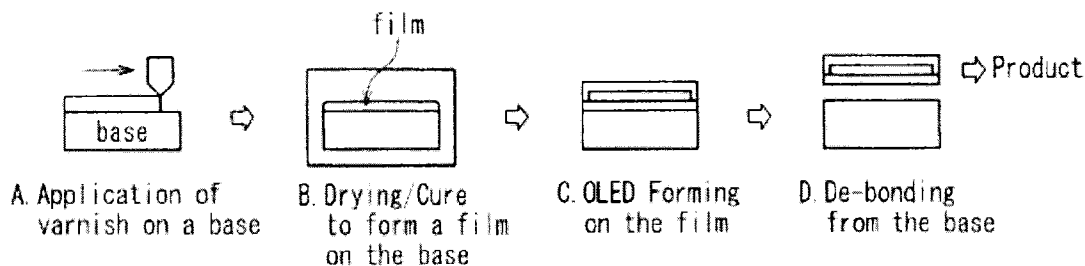 film
Product
base
A. Application of
varnish on a base
B. Drying/Cure
to form a film
on the base
C. OLED Forming
on the film
D. De-bonding
from the base